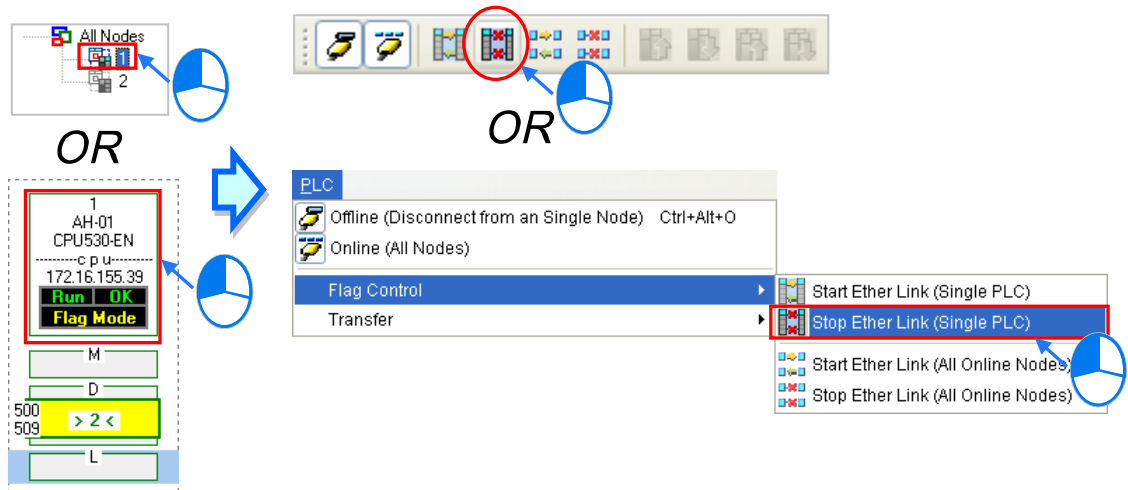 All Nodes
1
2
OR
OR
1
AH-01
CPU530-EN
---------c p u---------
172.16.155.39
Run OK
Flag Mode
M
D
500
509
> 2 <
L
PLC
Offline (Disconnect from an Single Node) Ctrl+Alt+O
Online (All Nodes)
Flag Control
Transfer
Start Ether Link (Single PLC)
Stop Ether Link (Single PLC)
Start Ether Link (All Online Nodes)
Stop Ether Link (All Online Nodes)